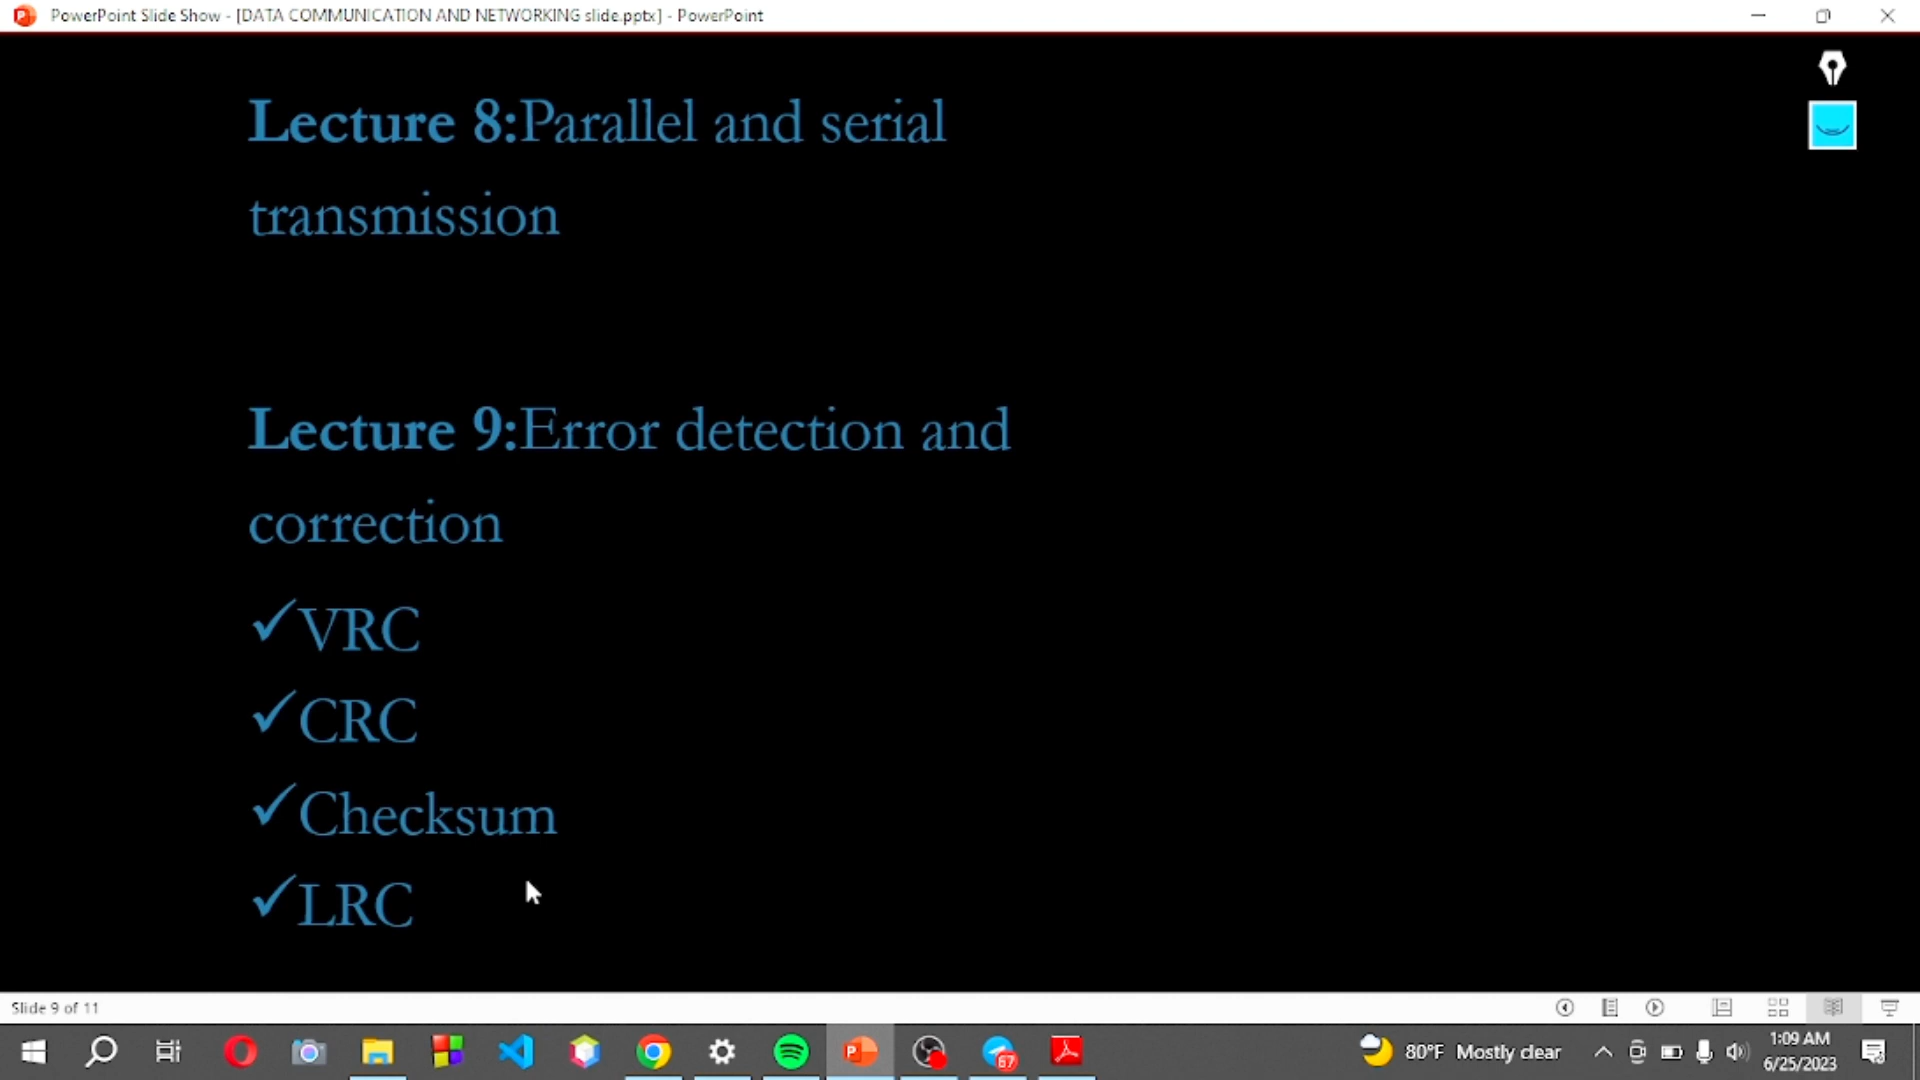 PowerPoint Slide Show - [DATA COMMUNICATION AND NETWORKING slide.pptx] - PowerPoint
Lecture 8:Parallel and serial
transmission
Lecture 9:Error detection and
correction
✓VRC
✓CRC
✓Checksum
✓LRC
Slide 9 of 11
67
80°F Mostly clear
1:09 AM
6/25/2023